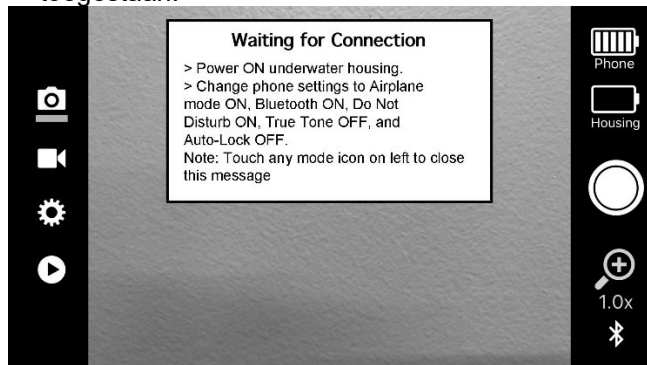 Waiting for Connection
> Power ON underwater housing.
> Change phone settings to Airplane
mode ON, Bluetooth ON, Do Not
Disturb ON, True Tone OFF, and
Auto-Lock OFF.
Note: Touch any mode icon on left to close
this message
Phone
Housing
1.0x